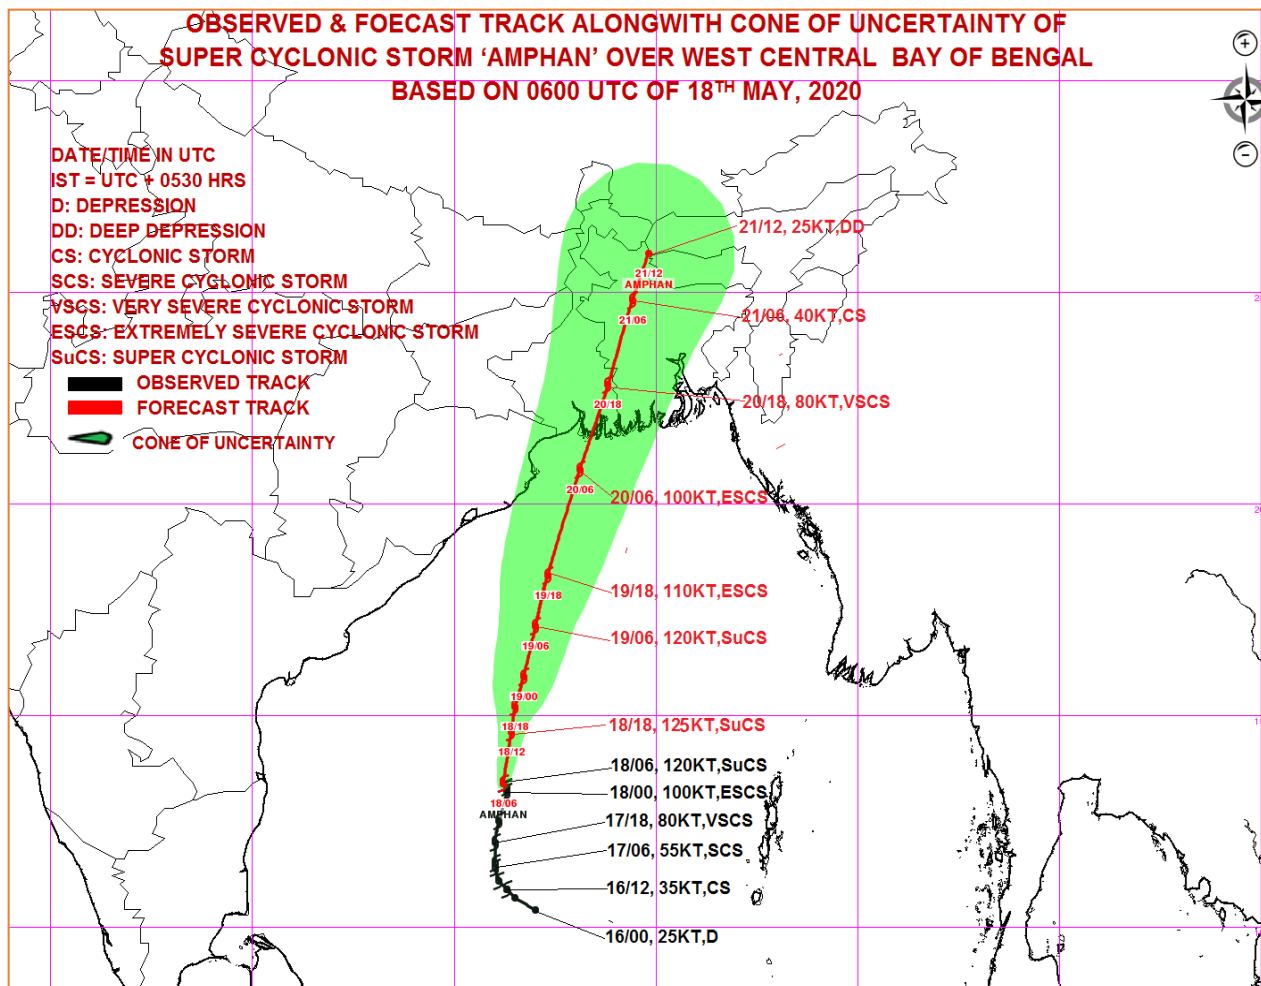 OBSERVED & FOECAST TRACK ALONGWITH CONE OF UNCERTAINTY OF
SUPER CYCLONIC STORM ‘AMPHAN’ OVER WEST CENTRAL BAY OF BENGAL
BASED ON 0600 UTC OF 18TH MAY, 2020
DATE/TIME IN UTC
IST = UTC + 0530 HRS
D: DEPRESSION
DD: DEEP DEPRESSION
CS: CYCLONIC STORM
SCS: SEVERE CYCLONIC STORM
VSCS: VERY SEVERE CYCLONIC STORM
ESCS: EXTREMELY SEVERE CYCLONIC STORM
SuCS: SUPER CYCLONIC STORM
OBSERVED TRACK
FORECAST TRACK
CONE OF UNCERTAINTY
21/12, 25KT,DD
21/12
AMPHAN
21/06, 40KT,CS
21/06
20/18, 80KT,VSCS
20/18
20/06
20/06, 100KT,ESCS
19/18, 110KT,ESCS
19/18
19/06, 120KT,SuCS
19/06
19/00
18/18, 125KT,SuCS
18/18
18/12
18/06, 120KT,SuCS
18/00, 100KT,ESCS
18/06
AMPHAN
17/18, 80KT,VSCS
17/06, 55KT,SCS
16/12, 35KT,CS
16/00, 25KT,D